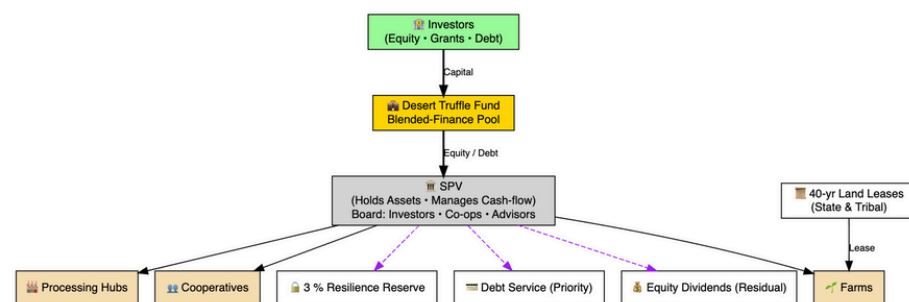 🏦 Investors
(Equity • Grants • Debt)
Capital
🕌 Desert Truffle Fund
Blended-Finance Pool
Equity / Debt
🏛 SPV
(Holds Assets • Manages Cash-flow)
Board: Investors • Co-ops • Advisors
📜 40-yr Land Leases
(State & Tribal)
Lease
🏭 Processing Hubs
👥 Cooperatives
🔒 3 % Resilience Reserve
💳 Debt Service (Priority)
💰 Equity Dividends (Residual)
🌱 Farms